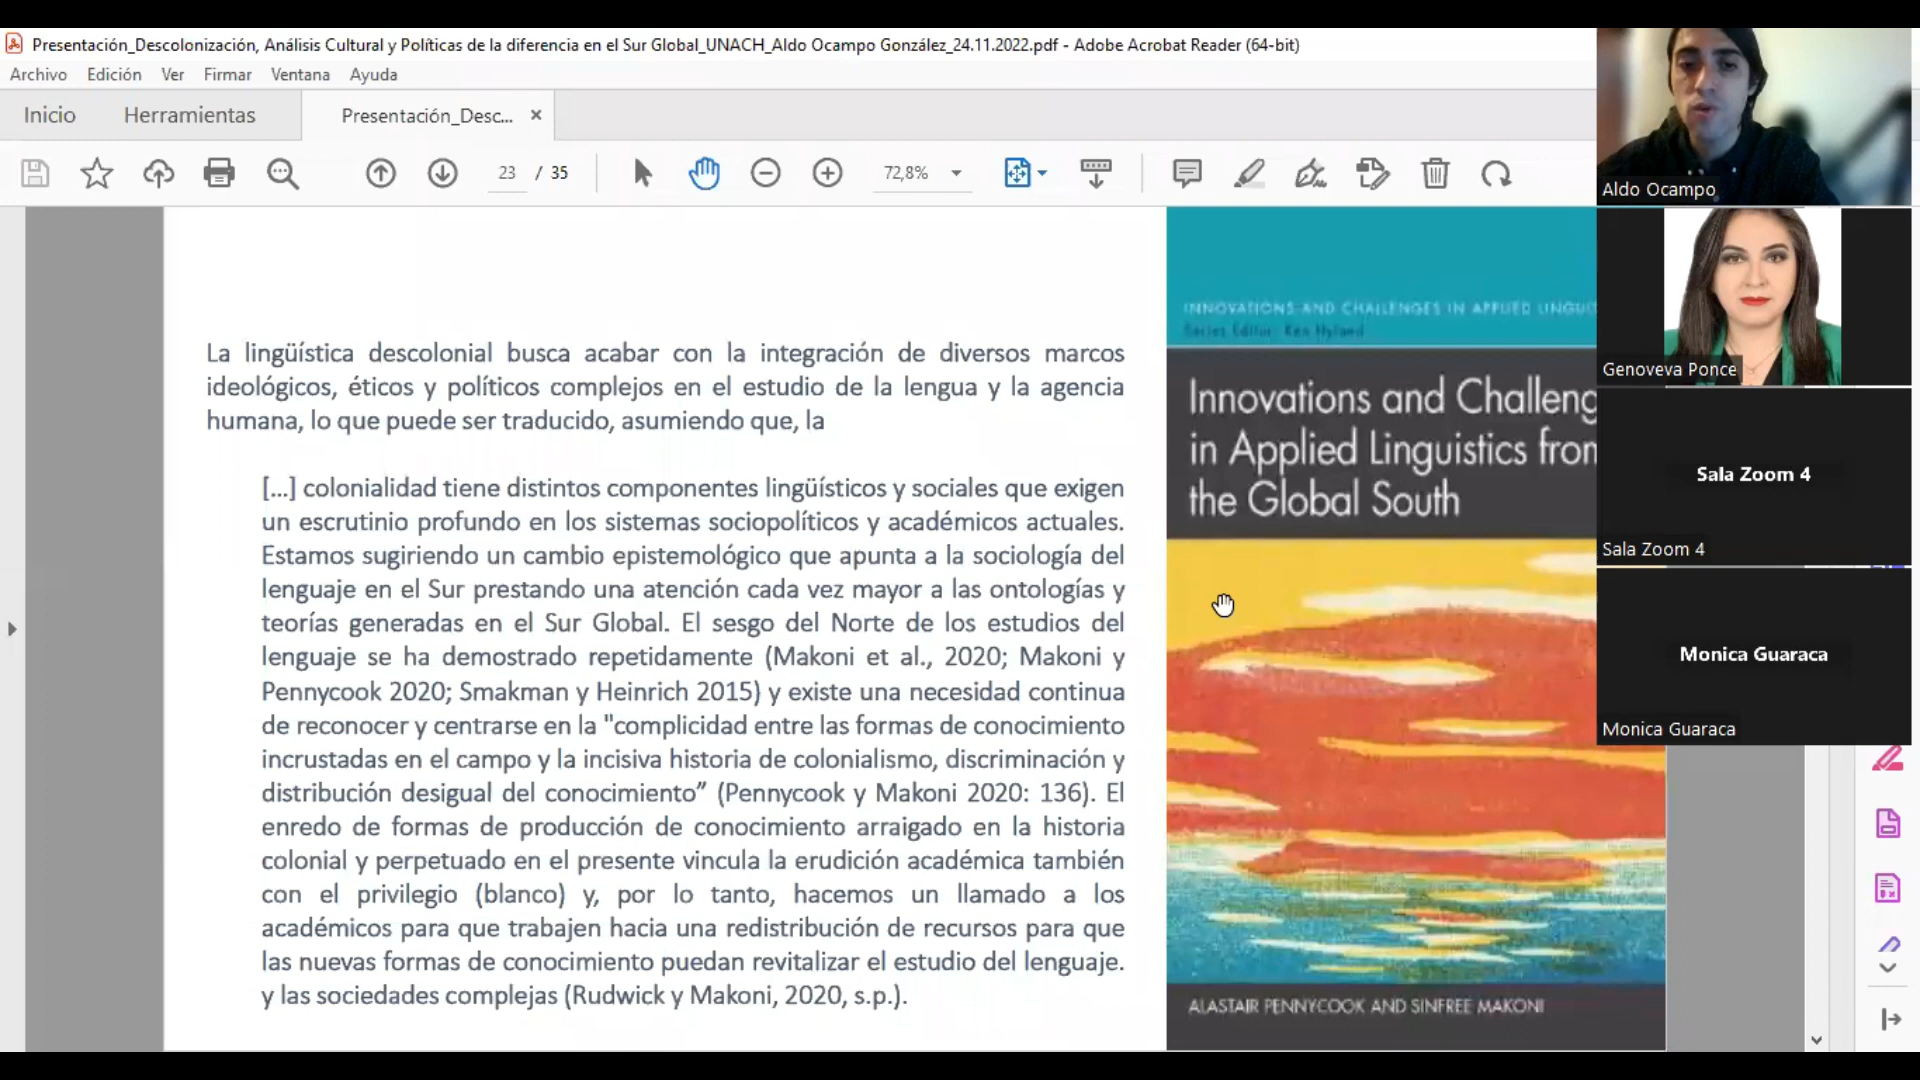 Presentación_Descolonización, Análisis Cultural y Políticas de la diferencia en el Sur Global_UNACH_Aldo Ocampo González_24.11.2022.pdf - Adobe Acrobat Reader (64-bit)
Archivo Edición Ver Firmar Ventana Ayuda
Inicio Herramientas Presentación_Desc... ×
23 / 35 72,8%
La lingüística descolonial busca acabar con la integración de diversos marcos
ideológicos, éticos y políticos complejos en el estudio de la lengua y la agencia
humana, lo que puede ser traducido, asumiendo que, la
[...] colonialidad tiene distintos componentes lingüísticos y sociales que exigen
un escrutinio profundo en los sistemas sociopolíticos y académicos actuales.
Estamos sugiriendo un cambio epistemológico que apunta a la sociología del
lenguaje en el Sur prestando una atención cada vez mayor a las ontologías y
teorías generadas en el Sur Global. El sesgo del Norte de los estudios del
lenguaje se ha demostrado repetidamente (Makoni et al., 2020; Makoni y
Pennycook 2020; Smakman y Heinrich 2015) y existe una necesidad continua
de reconocer y centrarse en la "complicidad entre las formas de conocimiento
incrustadas en el campo y la incisiva historia de colonialismo, discriminación y
distribución desigual del conocimiento” (Pennycook y Makoni 2020: 136). El
enredo de formas de producción de conocimiento arraigado en la historia
colonial y perpetuado en el presente vincula la erudición académica también
con el privilegio (blanco) y, por lo tanto, hacemos un llamado a los
académicos para que trabajen hacia una redistribución de recursos para que
las nuevas formas de conocimiento puedan revitalizar el estudio del lenguaje.
y las sociedades complejas (Rudwick y Makoni, 2020, s.p.).
INNOVATIONS AND CHALLENGES IN APPLIED LINGUIS
Series Editor: Ken Hyland
Innovations and Challeng
in Applied Linguistics from
the Global South
ALASTAIR PENNYCOOK AND SINFREE MAKONI
Aldo Ocampo
Genoveva Ponce
Sala Zoom 4
Sala Zoom 4
Monica Guaraca
Monica Guaraca